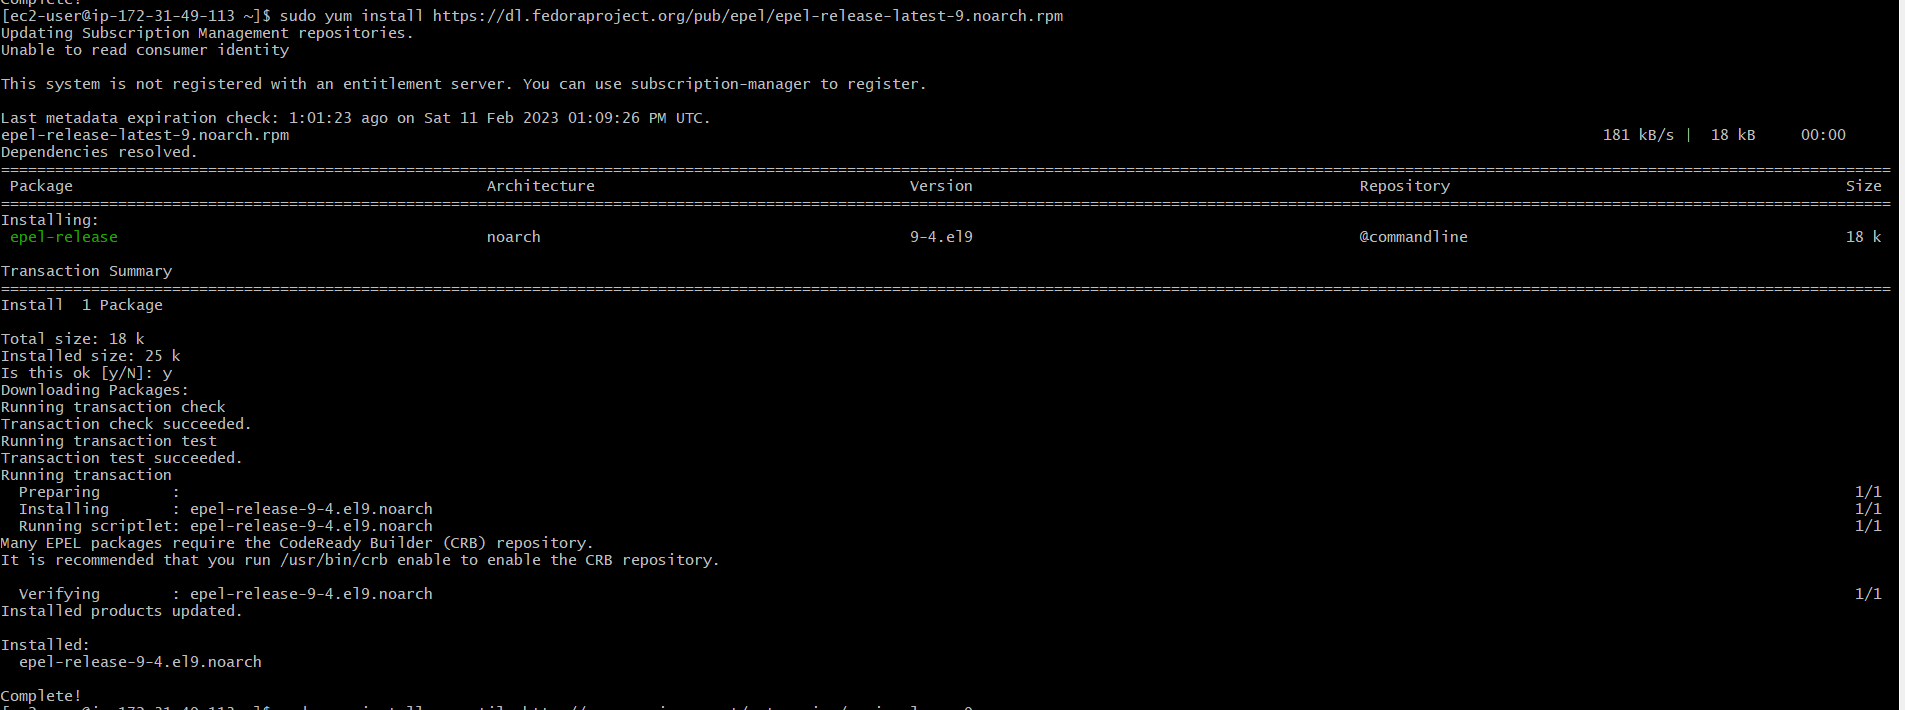 Complete!
[ec2-user@ip-172-31-49-113 ~]$ sudo yum install https://dl.fedoraproject.org/pub/epel/epel-release-latest-9.noarch.rpm
Updating Subscription Management repositories.
Unable to read consumer identity
This system is not registered with an entitlement server. You can use subscription-manager to register.
Last metadata expiration check: 1:01:23 ago on Sat 11 Feb 2023 01:09:26 PM UTC.
epel-release-latest-9.noarch.rpm 181 kB/s | 18 kB 00:00
Dependencies resolved.
Package Architecture Version Repository Size
Installing:
epel-release noarch 9-4.el9 @commandline 18 k
Transaction Summary
Install 1 Package
Total size: 18 k
Installed size: 25 k
Is this ok [y/N]: y
Downloading Packages:
Running transaction check
Transaction check succeeded.
Running transaction test
Transaction test succeeded.
Running transaction
Preparing : 1/1
Installing : epel-release-9-4.el9.noarch 1/1
Running scriptlet: epel-release-9-4.el9.noarch 1/1
Many EPEL packages require the CodeReady Builder (CRB) repository.
It is recommended that you run /usr/bin/crb enable to enable the CRB repository.
Verifying : epel-release-9-4.el9.noarch 1/1
Installed products updated.
Installed:
epel-release-9-4.el9.noarch
Complete!